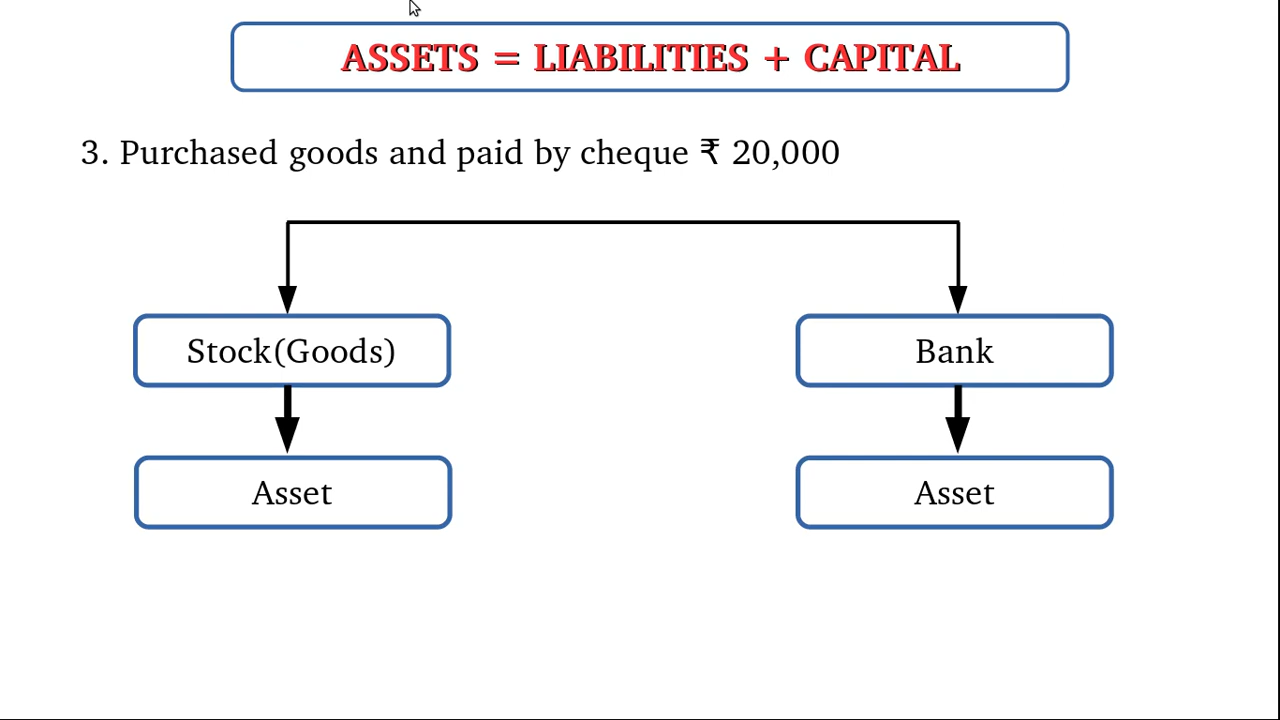 ASSETS = LIABILITIES + CAPITAL
3. Purchased goods and paid by cheque ₹ 20,000
Stock(Goods)
Bank
Asset
Asset